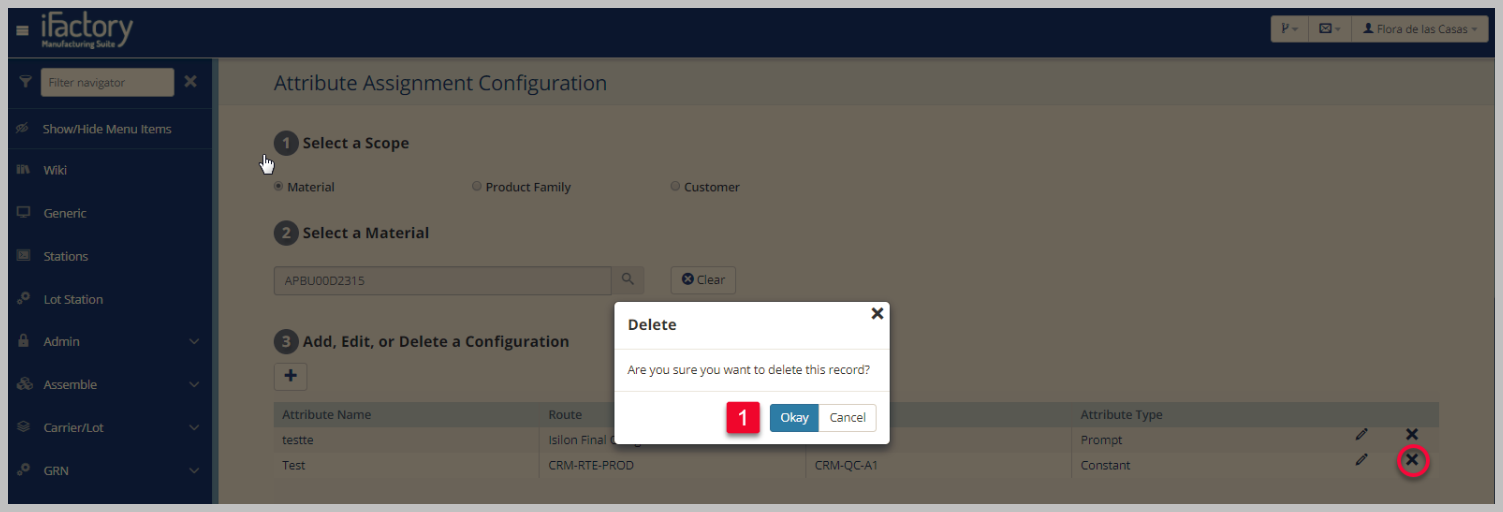 iFactory
Manufacturing Suite
Flora de las Casas
Filter navigator
Attribute Assignment Configuration
Show/Hide Menu Items
1 Select a Scope
Wiki
Material Product Family Customer
Generic
2 Select a Material
Stations
APBU00D2315 Clear
Lot Station
Delete
3 Add, Edit, or Delete a Configuration
Admin
Are you sure you want to delete this record?
Assemble
1 Okay Cancel
Attribute Name Route Attribute Type
Carrier/Lot
testte Isilon Final Prompt
Test CRM-RTE-PROD CRM-QC-A1 Constant
GRN